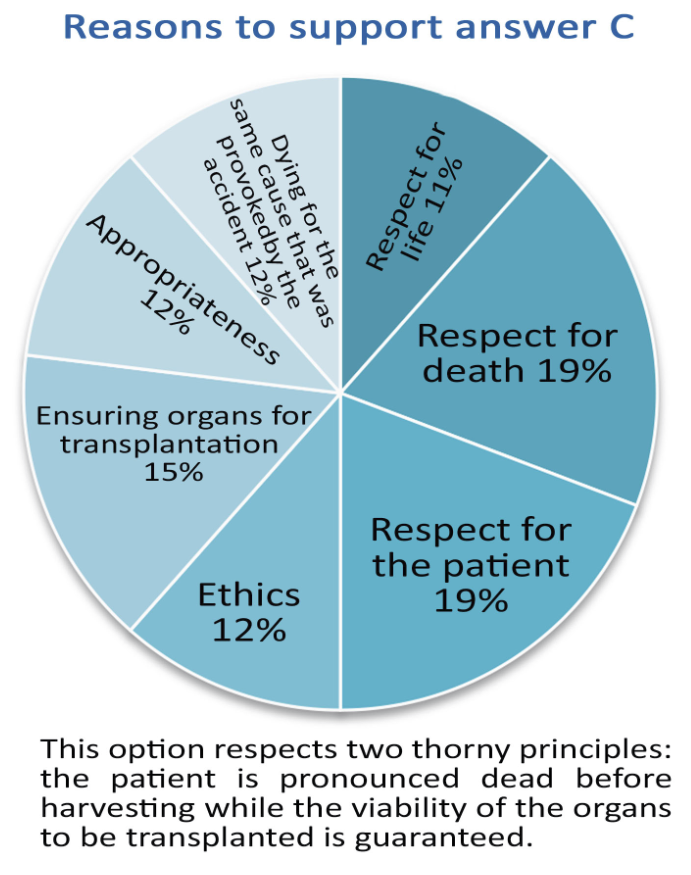 Reasons to support answer C
Respect for
life 11%
Respect for
death 19%
Respect for
the patient
19%
Ethics
12%
Ensuring organs for
transplantation
15%
Appropriateness
12%
Dying for the
same cause that was
provokedby the
accident 12%
This option respects two thorny principles:
the patient is pronounced dead before
harvesting while the viability of the organs
to be transplanted is guaranteed.